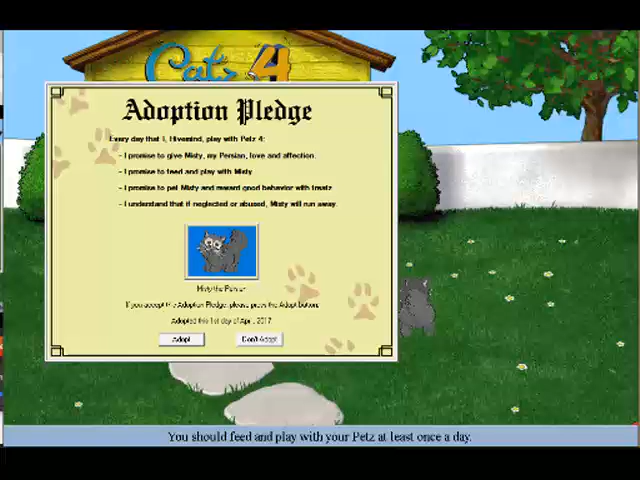 Catz 4
Adoption Pledge
Every day that I, Hivemind, play with Petz 4:
- I promise to give Misty, my Persian, love and affection.
- I promise to feed and play with Misty
- I promise to pet Misty and reward good behavior with treats
- I understand that if neglected or abused, Misty will run away.
Misty the Persian
If you accept this Adoption Pledge, please press the Adopt button.
Adopted this 1st day of April, 2017
Adopt Don't Adopt
You should feed and play with your Petz at least once a day.